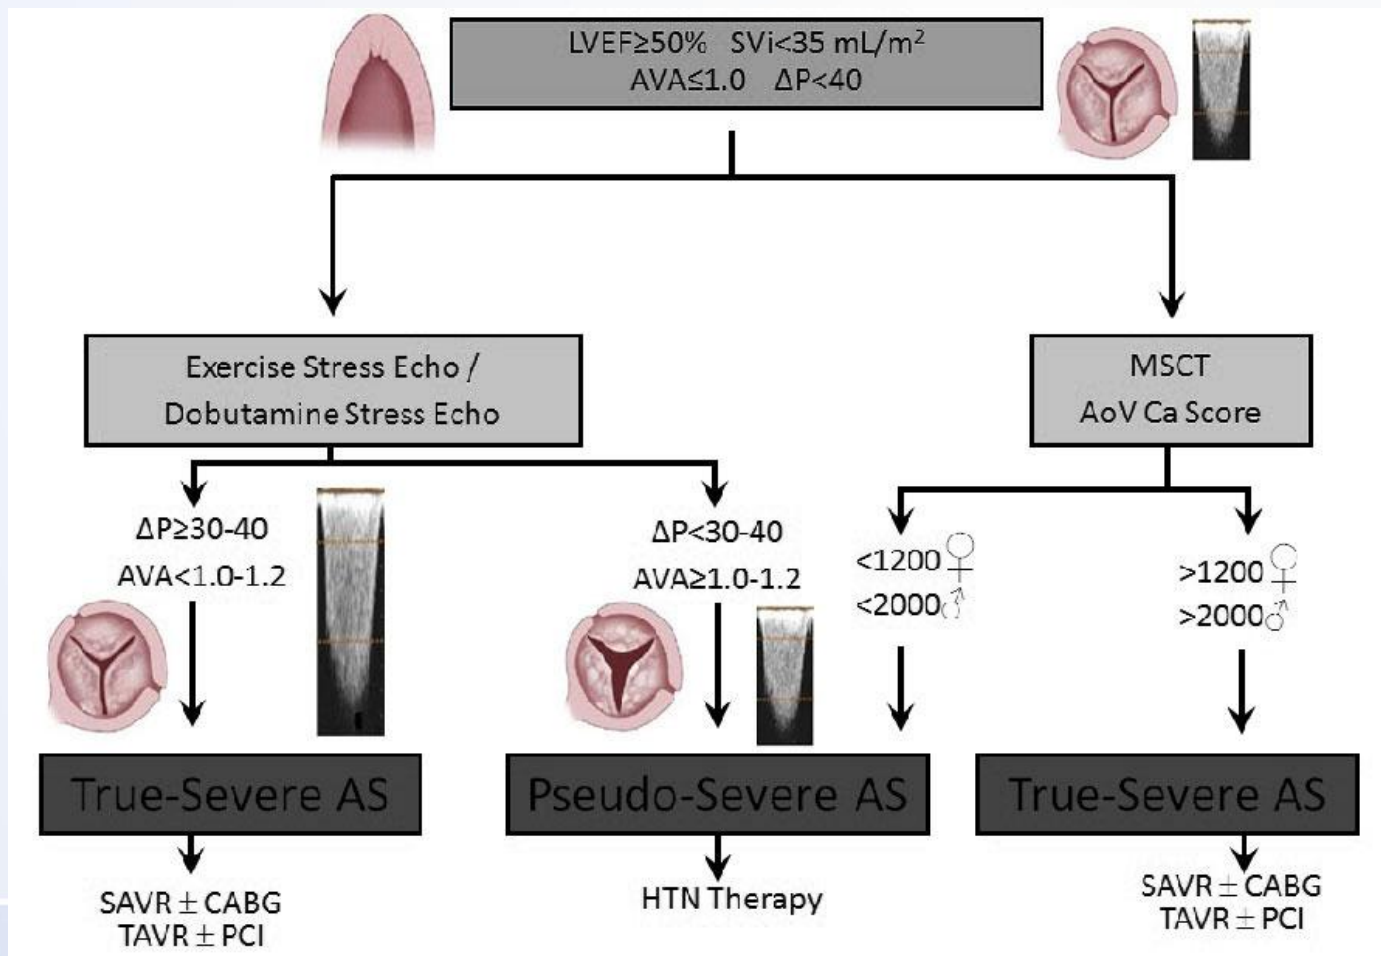 LVEF≥50% SVi<35 mL/m²
AVA≤1.0 ΔP<40
Exercise Stress Echo /
Dobutamine Stress Echo
MSCT
AoV Ca Score
ΔP≥30-40
AVA<1.0-1.2
ΔP<30-40
AVA≥1.0-1.2
<1200♀
<2000♂
>1200♀
>2000♂
True-Severe AS
Pseudo-Severe AS
True-Severe AS
SAVR ± CABG
TAVR ± PCI
HTN Therapy
SAVR ± CABG
TAVR ± PCI